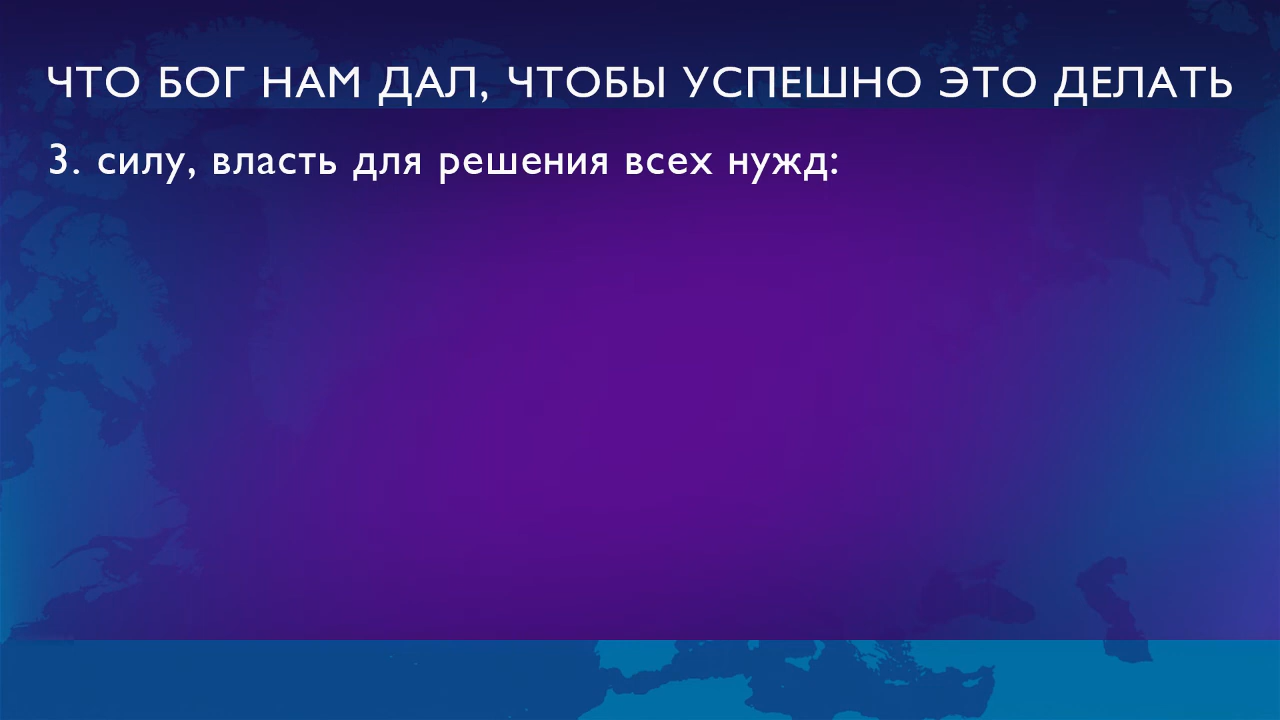 ЧТО БОГ НАМ ДАЛ, ЧТОБЫ УСПЕШНО ЭТО ДЕЛАТЬ
3. силу, власть для решения всех нужд: